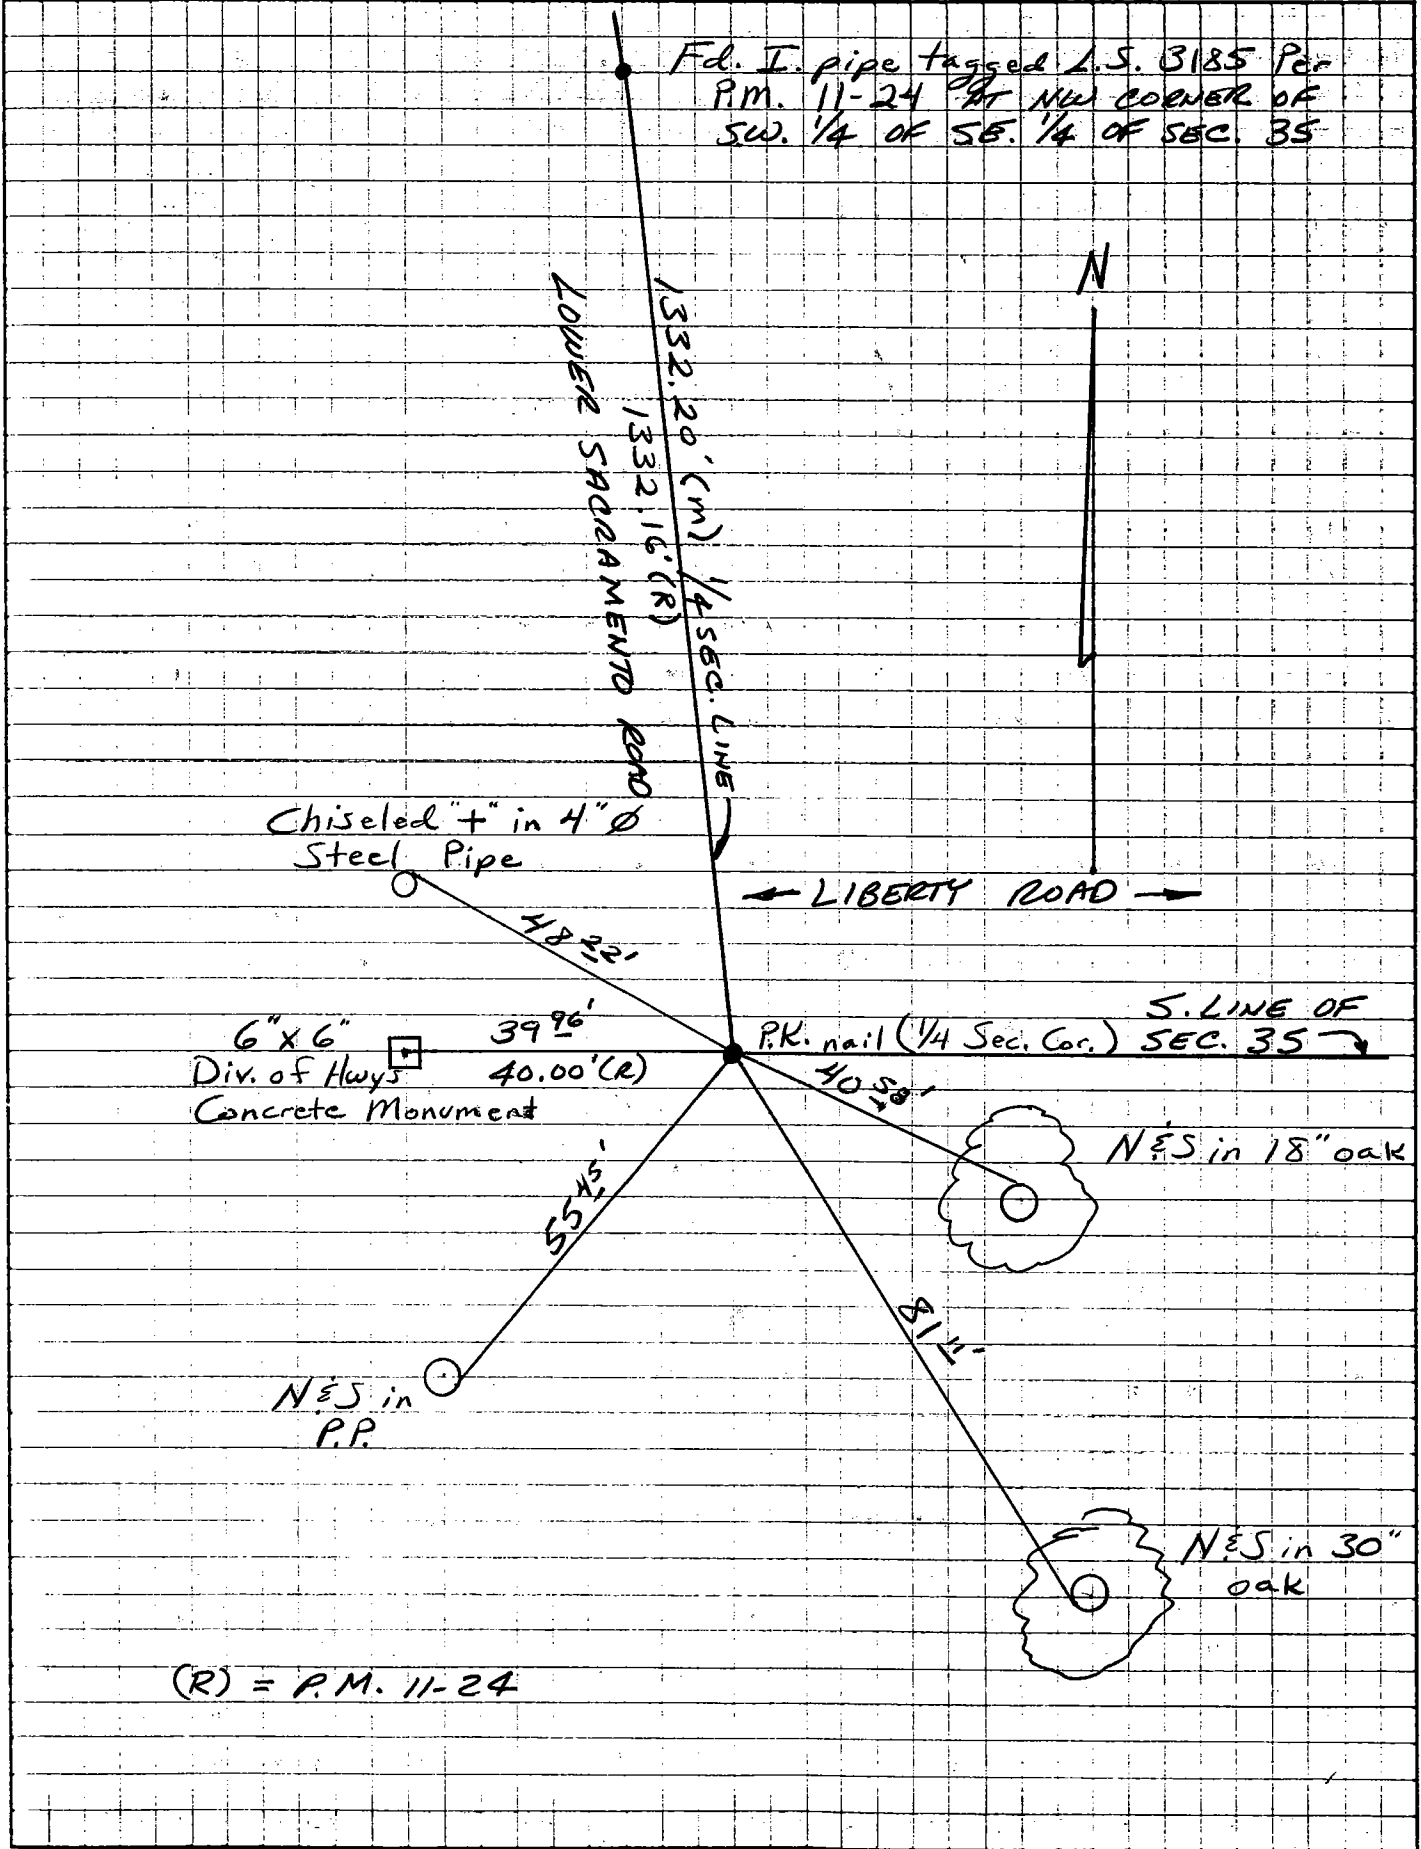 Fd. I. pipe tagged L.S. 3185 Per
P.M. 11-24 AT NW CORNER OF
S.W. 1/4 OF SE. 1/4 OF SEC. 35
N
1332.20' (m) 1/4 SEC. LINE
1332.16' (R)
LOWER SACRAMENTO ROAD
Chiseled "+" in 4" Ø
Steel Pipe
← LIBERTY ROAD →
48 22'
6" x 6"
Div. of Hwys
Concrete Monument
39 96'
40.00' (R)
P.K. nail (1/4 Sec. Cor.)
S. LINE OF
SEC. 35
40 58'
N & S in 18" oak
55 45'
81 11'
N & S in
P.P.
N & S in 30"
oak
(R) = P.M. 11-24